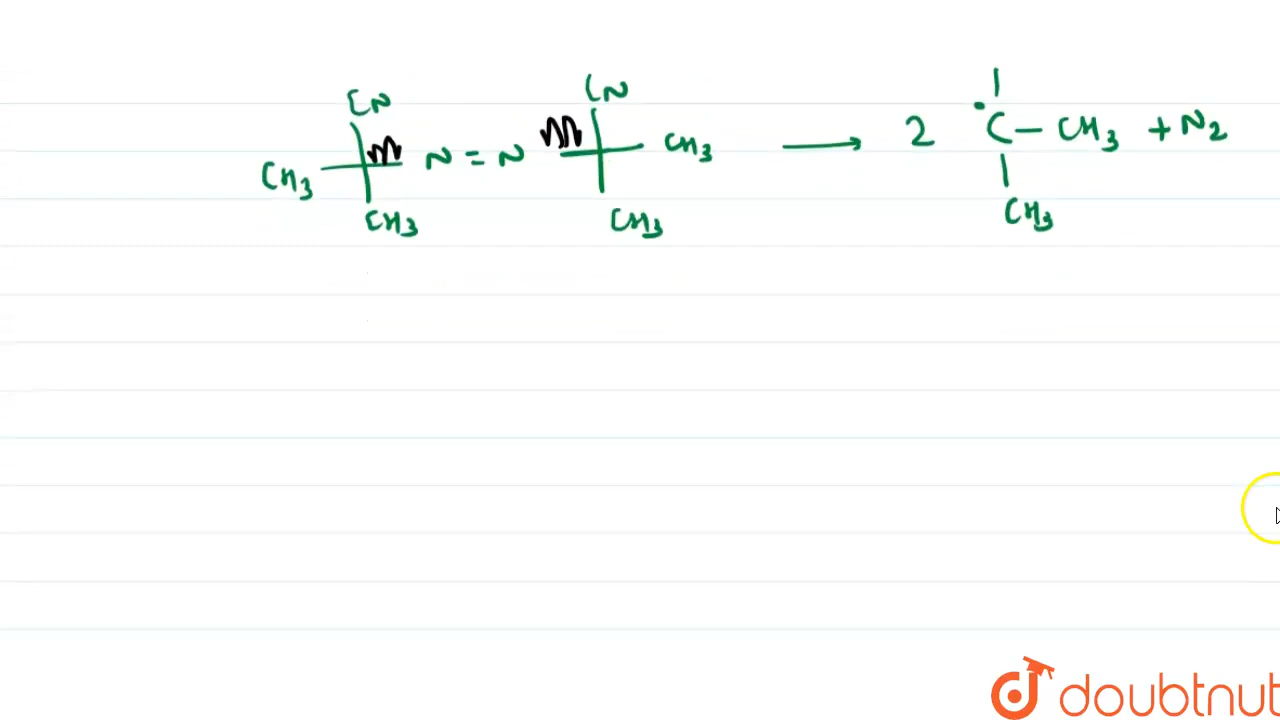 CN CN
CH3 N = N CH3 → 2 •C – CH3 + N2
CH3 CH3 CH3
doubtnut